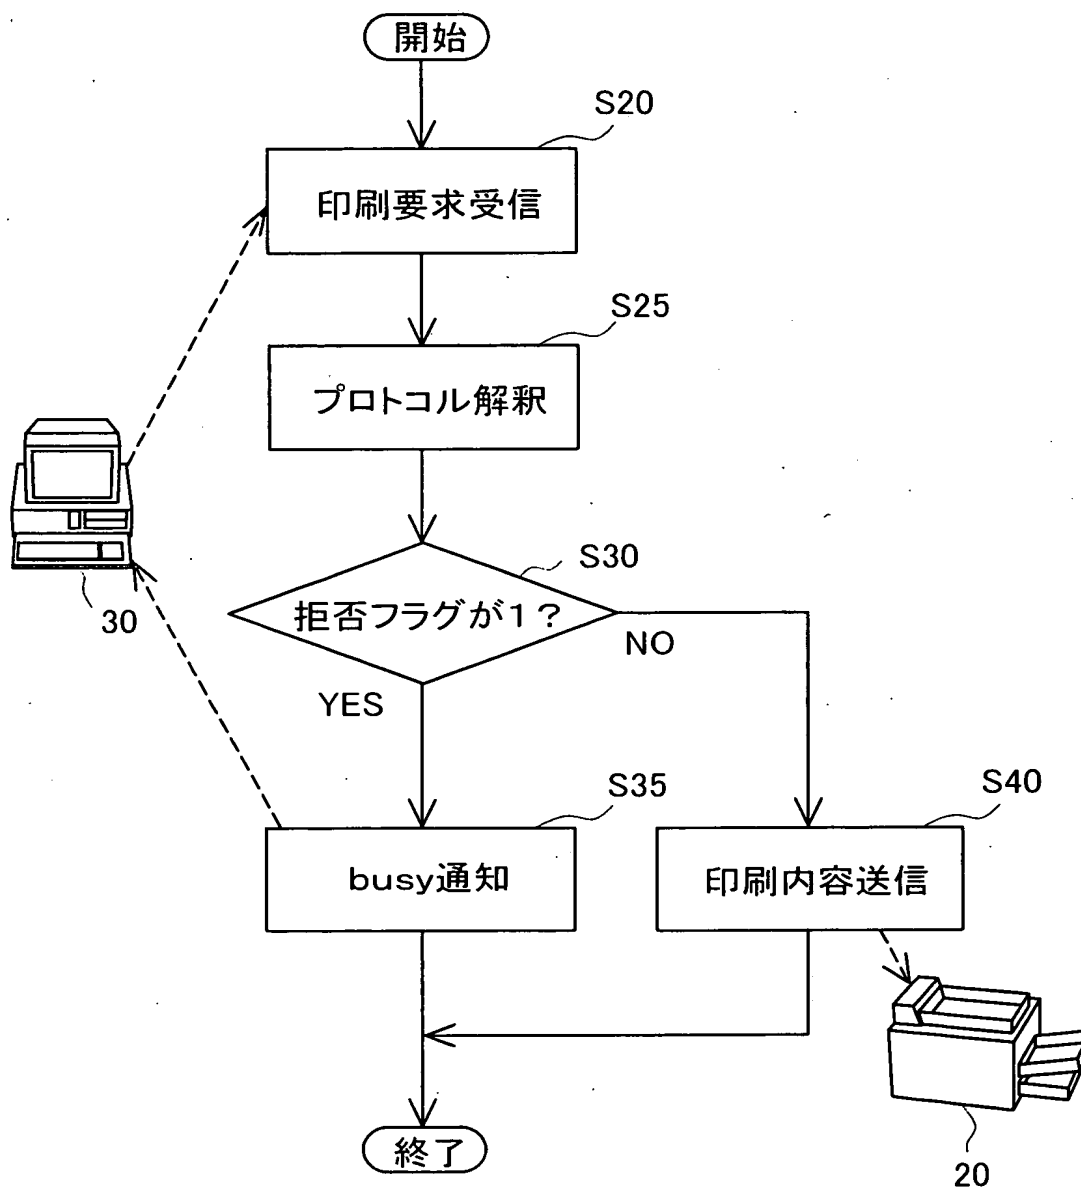 開始
S20
印刷要求受信
S25
プロトコル解釈
S30
拒否フラグが1?
30
NO
YES
S35
S40
busy通知
印刷内容送信
終了
20